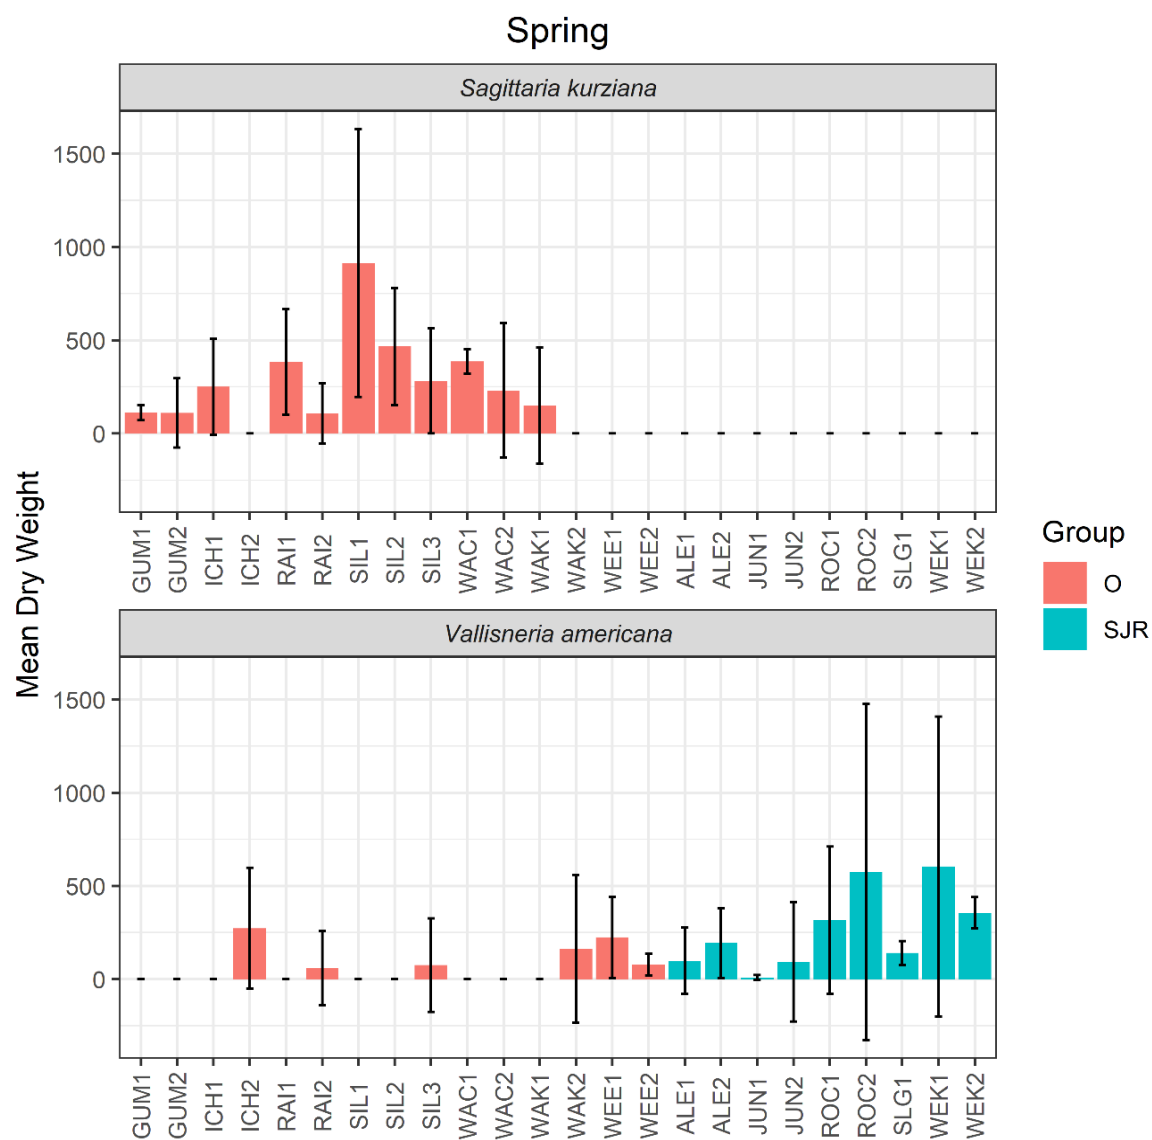 Spring
Sagittaria kurziana
1500
1000
500
0
GUM1 GUM2 ICH1 ICH2 RAI1 RAI2 SIL1 SIL2 SIL3 WAC1 WAC2 WAK1 WAK2 WEE1 WEE2 ALE1 ALE2 JUN1 JUN2 ROC1 ROC2 SLG1 WEK1 WEK2
Mean Dry Weight
Vallisneria americana
1500
1000
500
0
GUM1 GUM2 ICH1 ICH2 RAI1 RAI2 SIL1 SIL2 SIL3 WAC1 WAC2 WAK1 WAK2 WEE1 WEE2 ALE1 ALE2 JUN1 JUN2 ROC1 ROC2 SLG1 WEK1 WEK2
Group
O
SJR